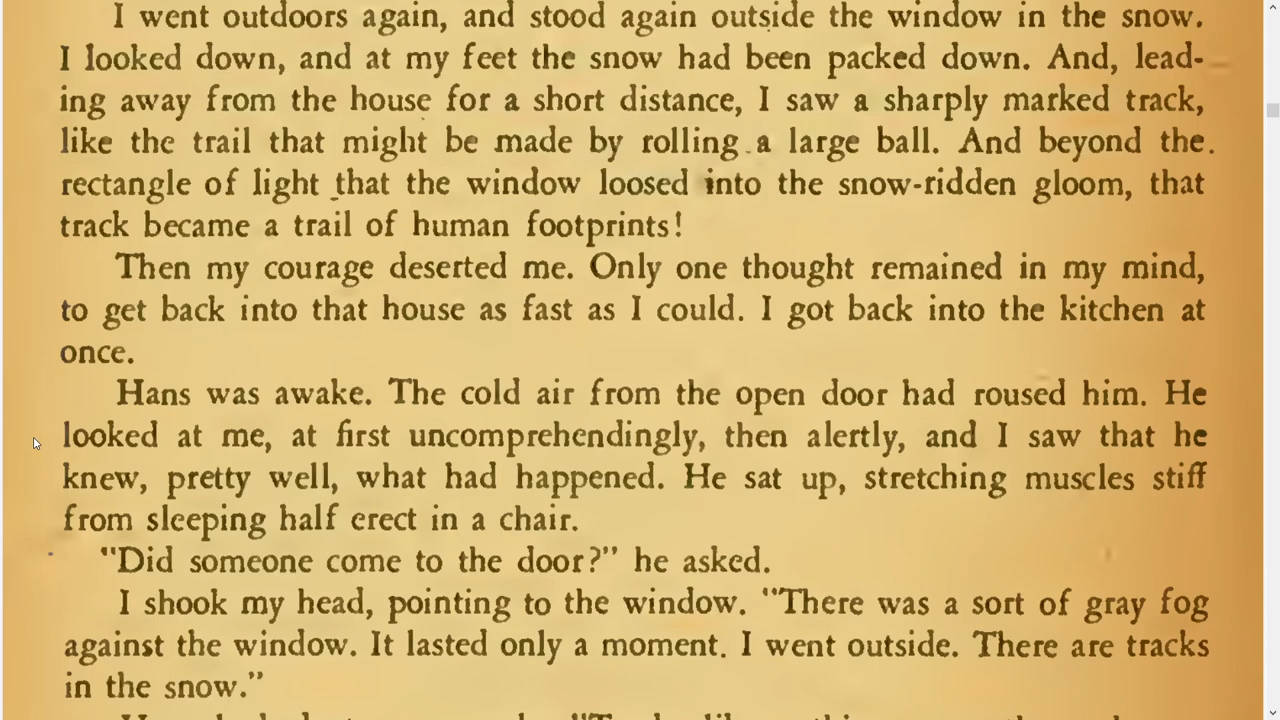 I went outdoors again, and stood again outside the window in the snow.
I looked down, and at my feet the snow had been packed down. And, lead-
ing away from the house for a short distance, I saw a sharply marked track,
like the trail that might be made by rolling a large ball. And beyond the
rectangle of light that the window loosed into the snow-ridden gloom, that
track became a trail of human footprints!
Then my courage deserted me. Only one thought remained in my mind,
to get back into that house as fast as I could. I got back into the kitchen at
once.
Hans was awake. The cold air from the open door had roused him. He
looked at me, at first uncomprehendingly, then alertly, and I saw that he
knew, pretty well, what had happened. He sat up, stretching muscles stiff
from sleeping half erect in a chair.
"Did someone come to the door?" he asked.
I shook my head, pointing to the window. "There was a sort of gray fog
against the window. It lasted only a moment. I went outside. There are tracks
in the snow."